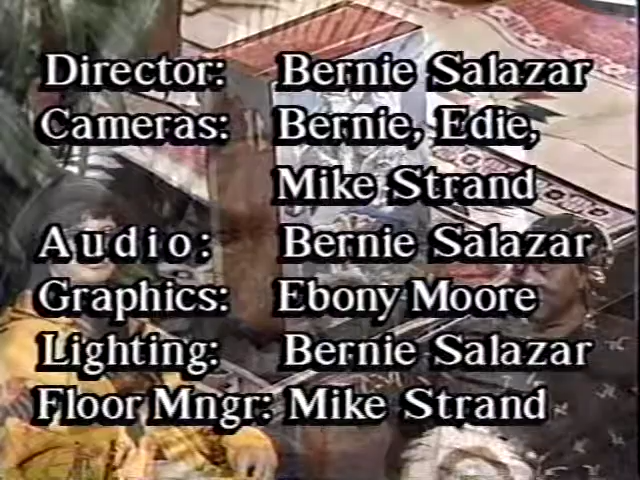 Director: Bernie Salazar
Cameras: Bernie, Edie,
Mike Strand
Audio: Bernie Salazar
Graphics: Ebony Moore
Lighting: Bernie Salazar
Floor Mngr: Mike Strand